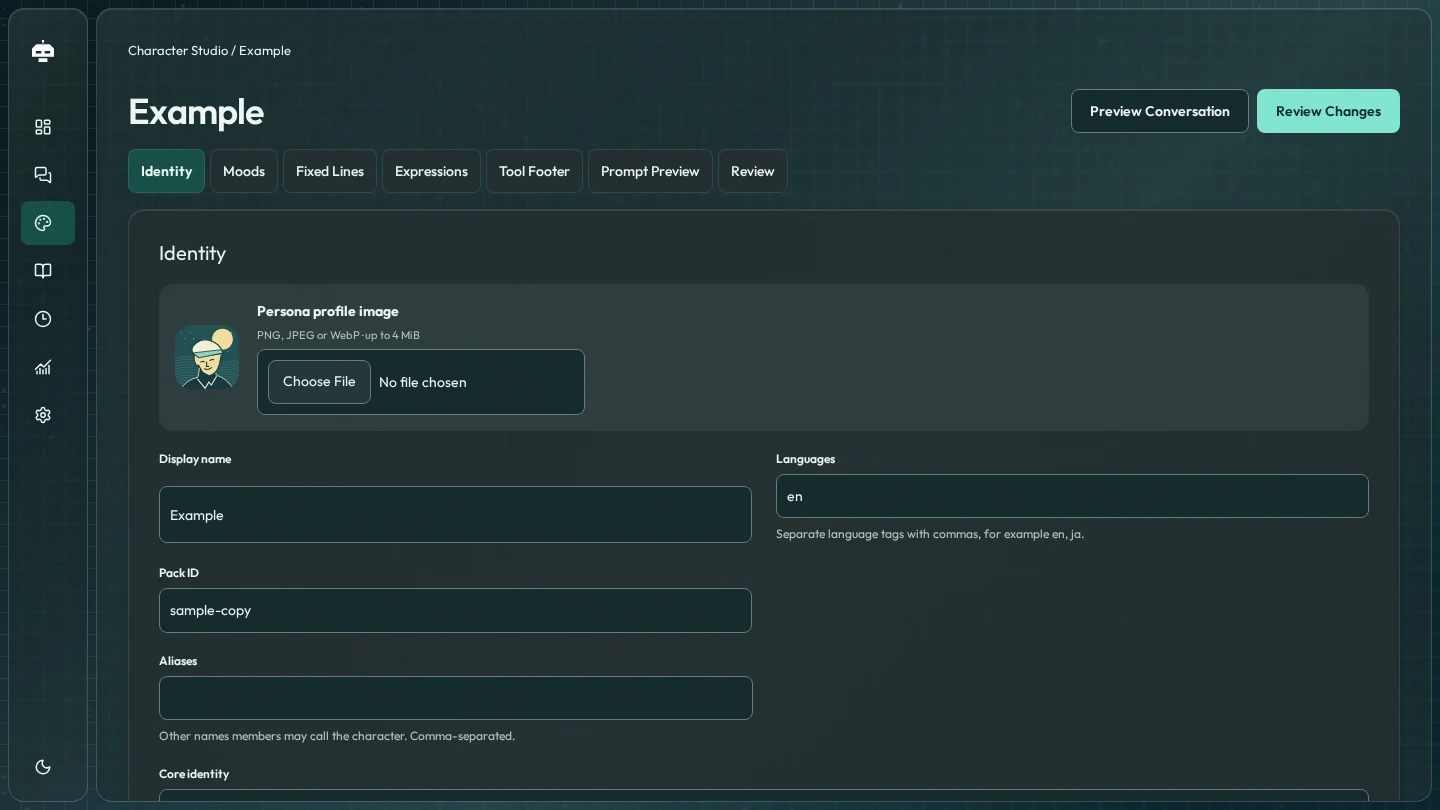 Character Studio / Example
Example
Preview Conversation
Review Changes
Identity
Moods
Fixed Lines
Expressions
Tool Footer
Prompt Preview
Review
Identity
Persona profile image
PNG, JPEG or WebP · up to 4 MiB
Choose File
No file chosen
Display name
Example
Languages
en
Separate language tags with commas, for example en, ja.
Pack ID
sample-copy
Aliases
Other names members may call the character. Comma-separated.
Core identity